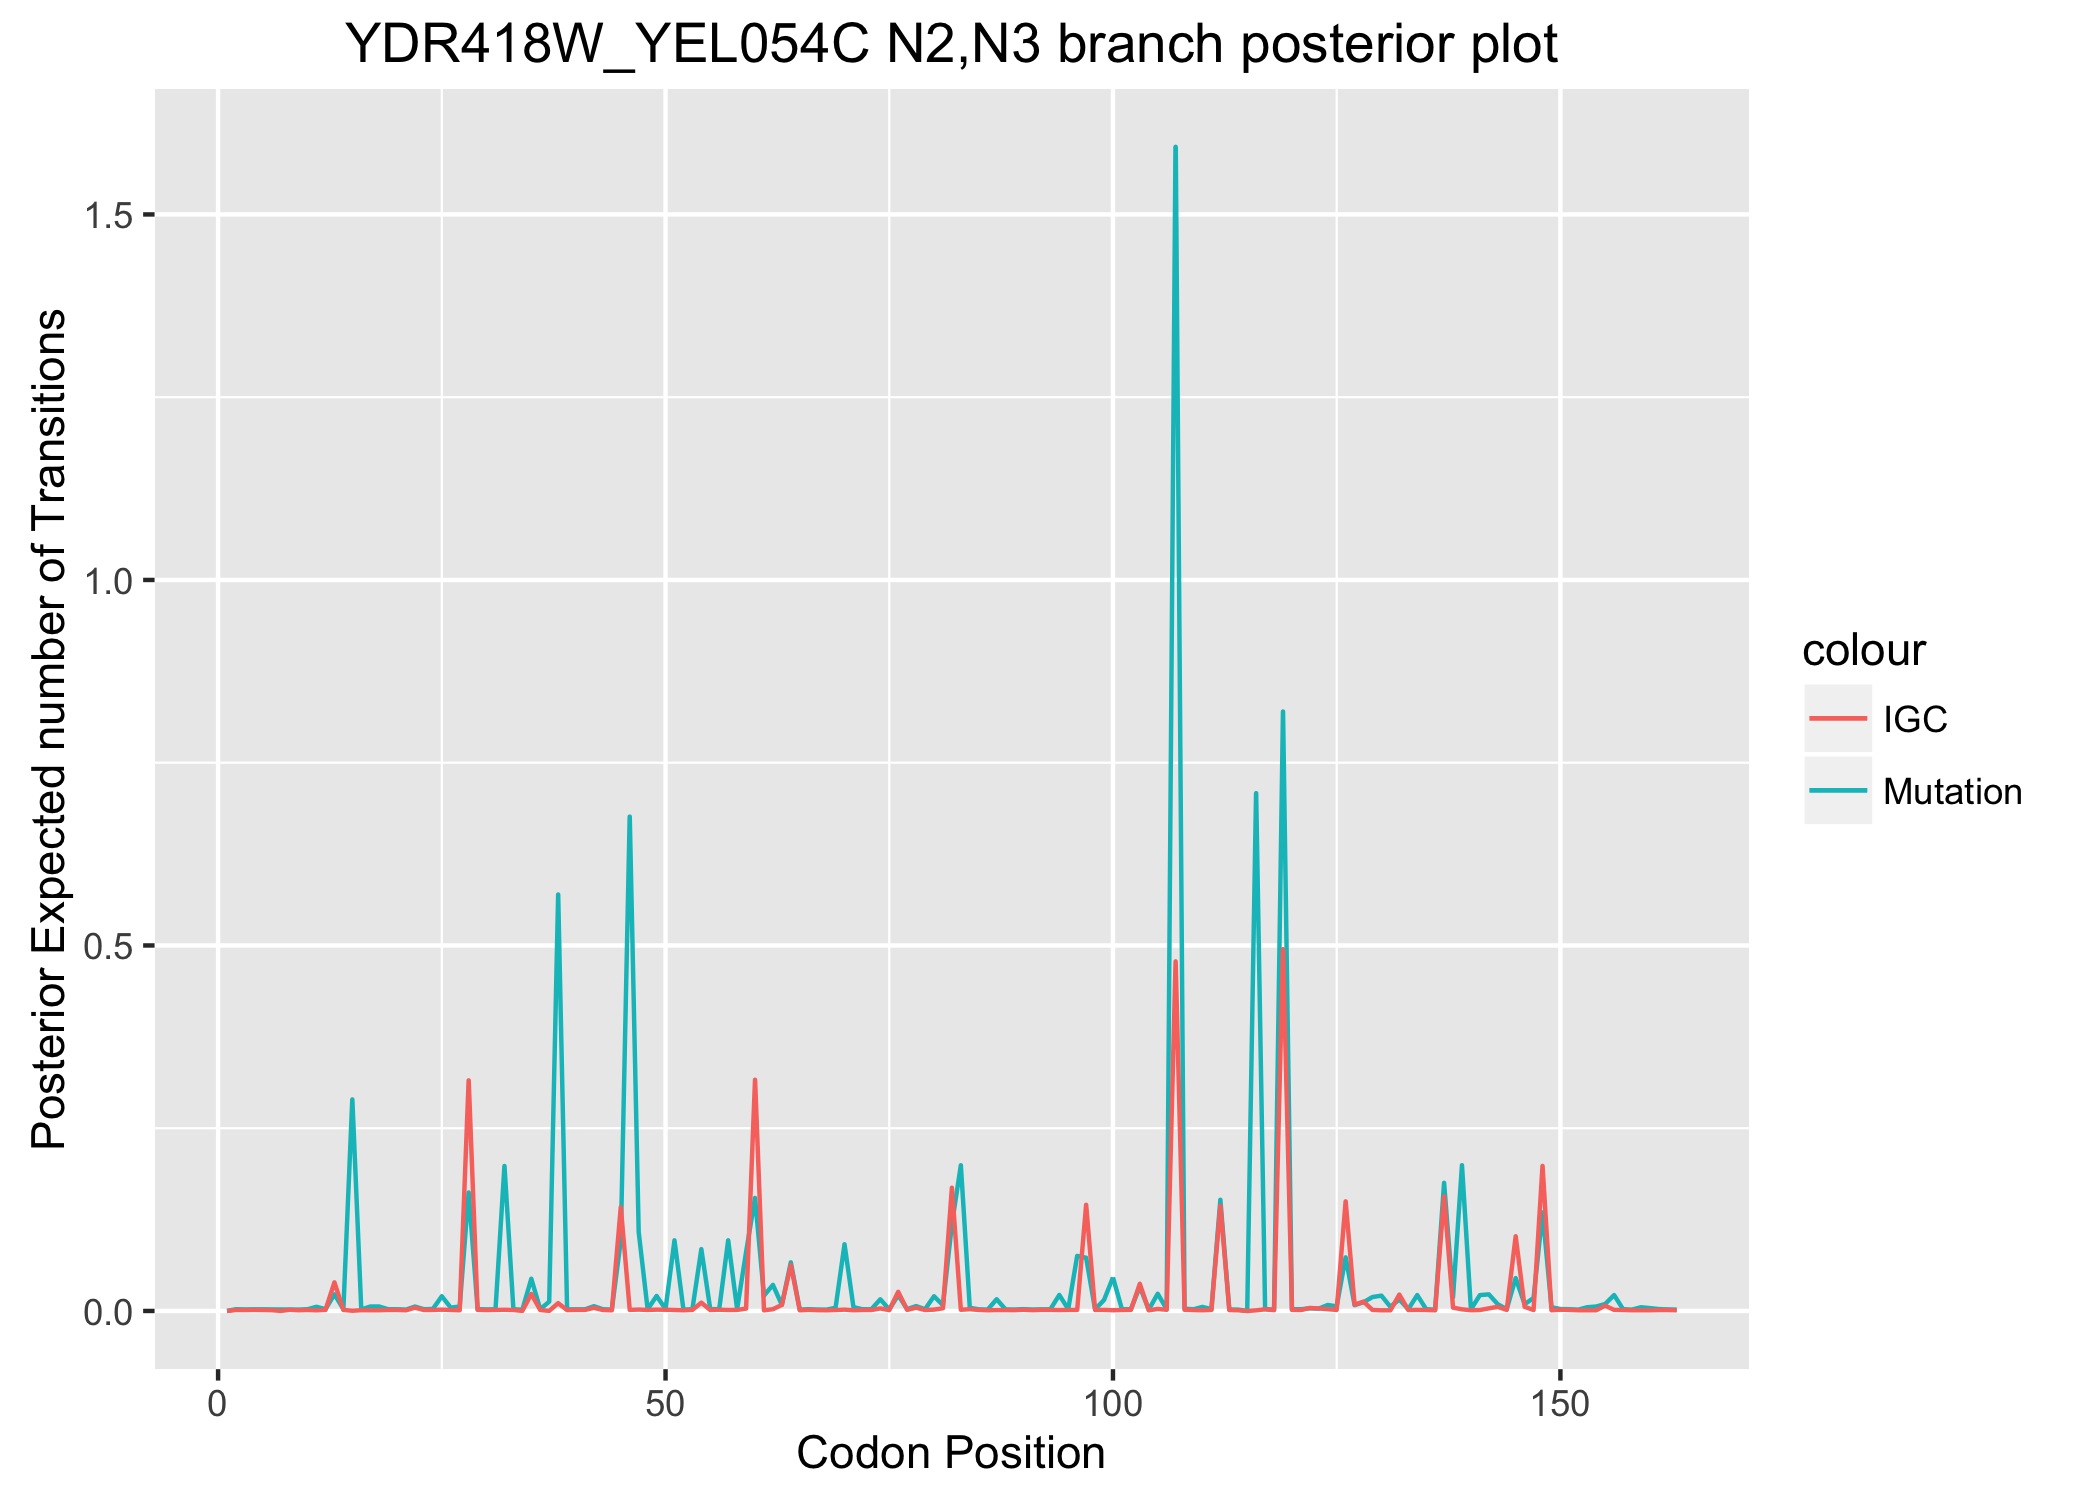 YDR418W_YEL054C N2,N3 branch posterior plot
Posterior Expected number of Transitions
1.5
1.0
0.5
0.0
0
50
100
150
Codon Position
colour
IGC
Mutation